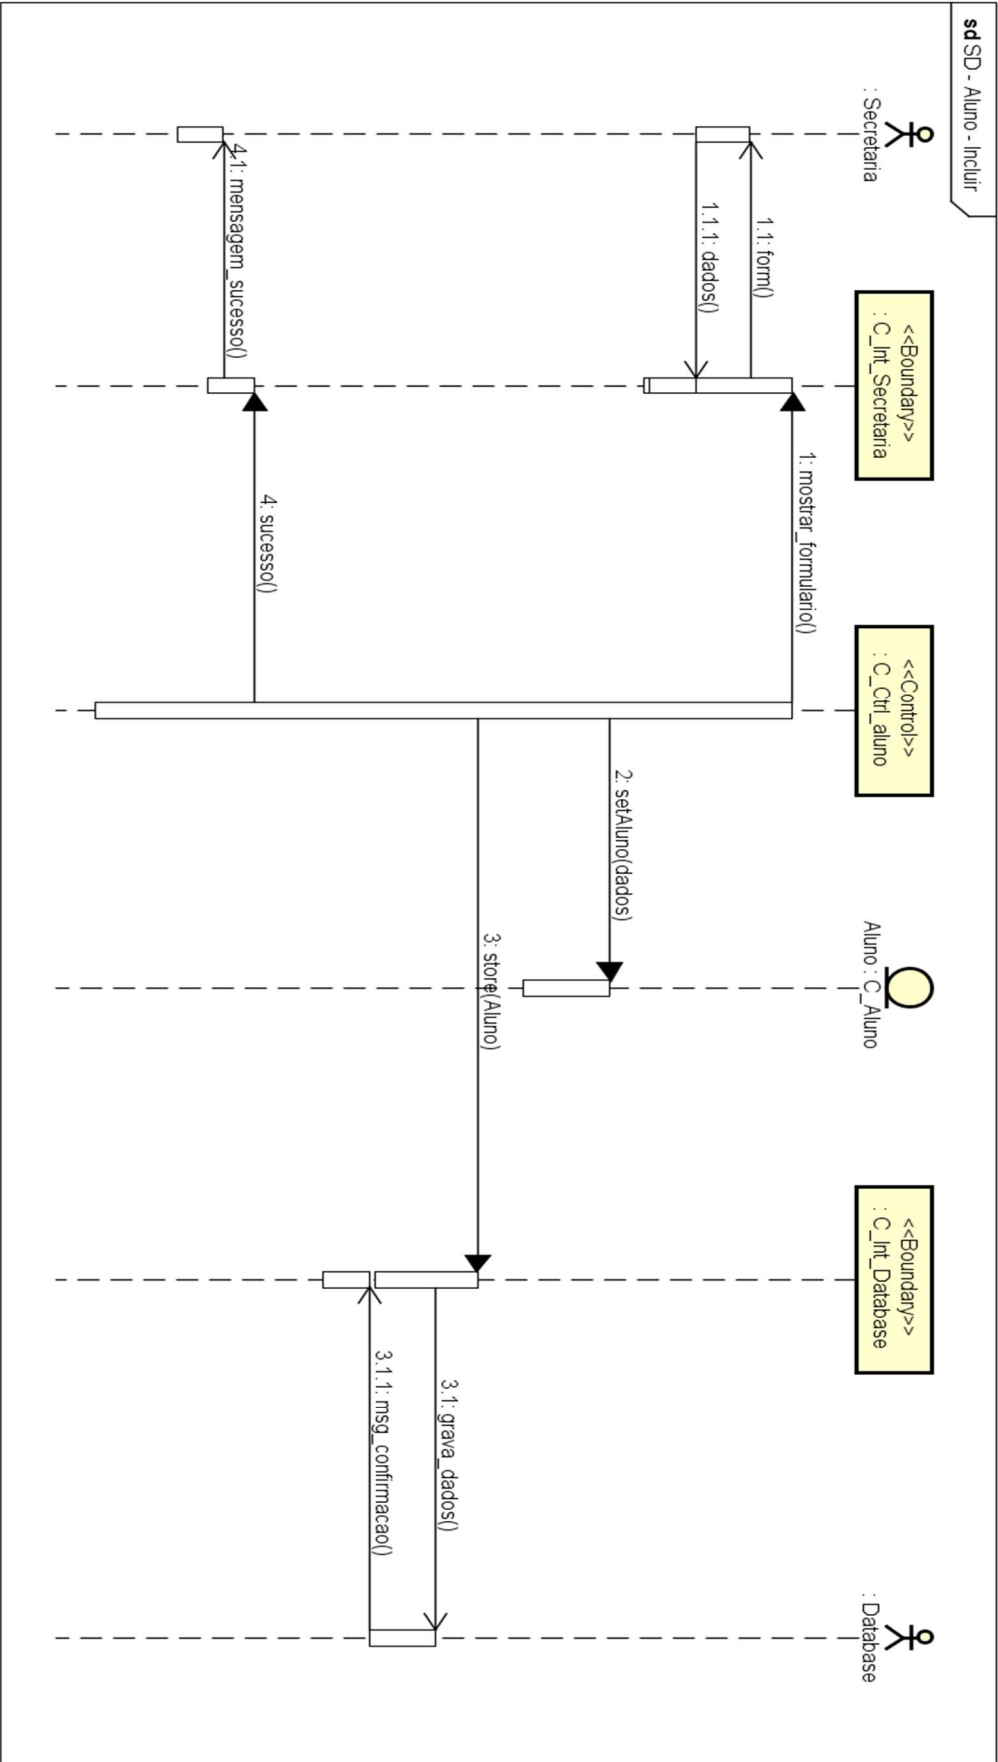 sd SD - Aluno - Incluir
: Secretaria
<<Boundary>>
: C_Int_Secretaria
<<Control>>
: C_Ctrl_aluno
Aluno : C_Aluno
<<Boundary>>
: C_Int_Database
: Database
1: mostrar_formulario()
1.1: form()
1.1.1: dados()
2: setAluno(dados)
3: store(Aluno)
3.1: grava_dados()
3.1.1: msg_confirmacao()
4: sucesso()
4.1: mensagem_sucesso()